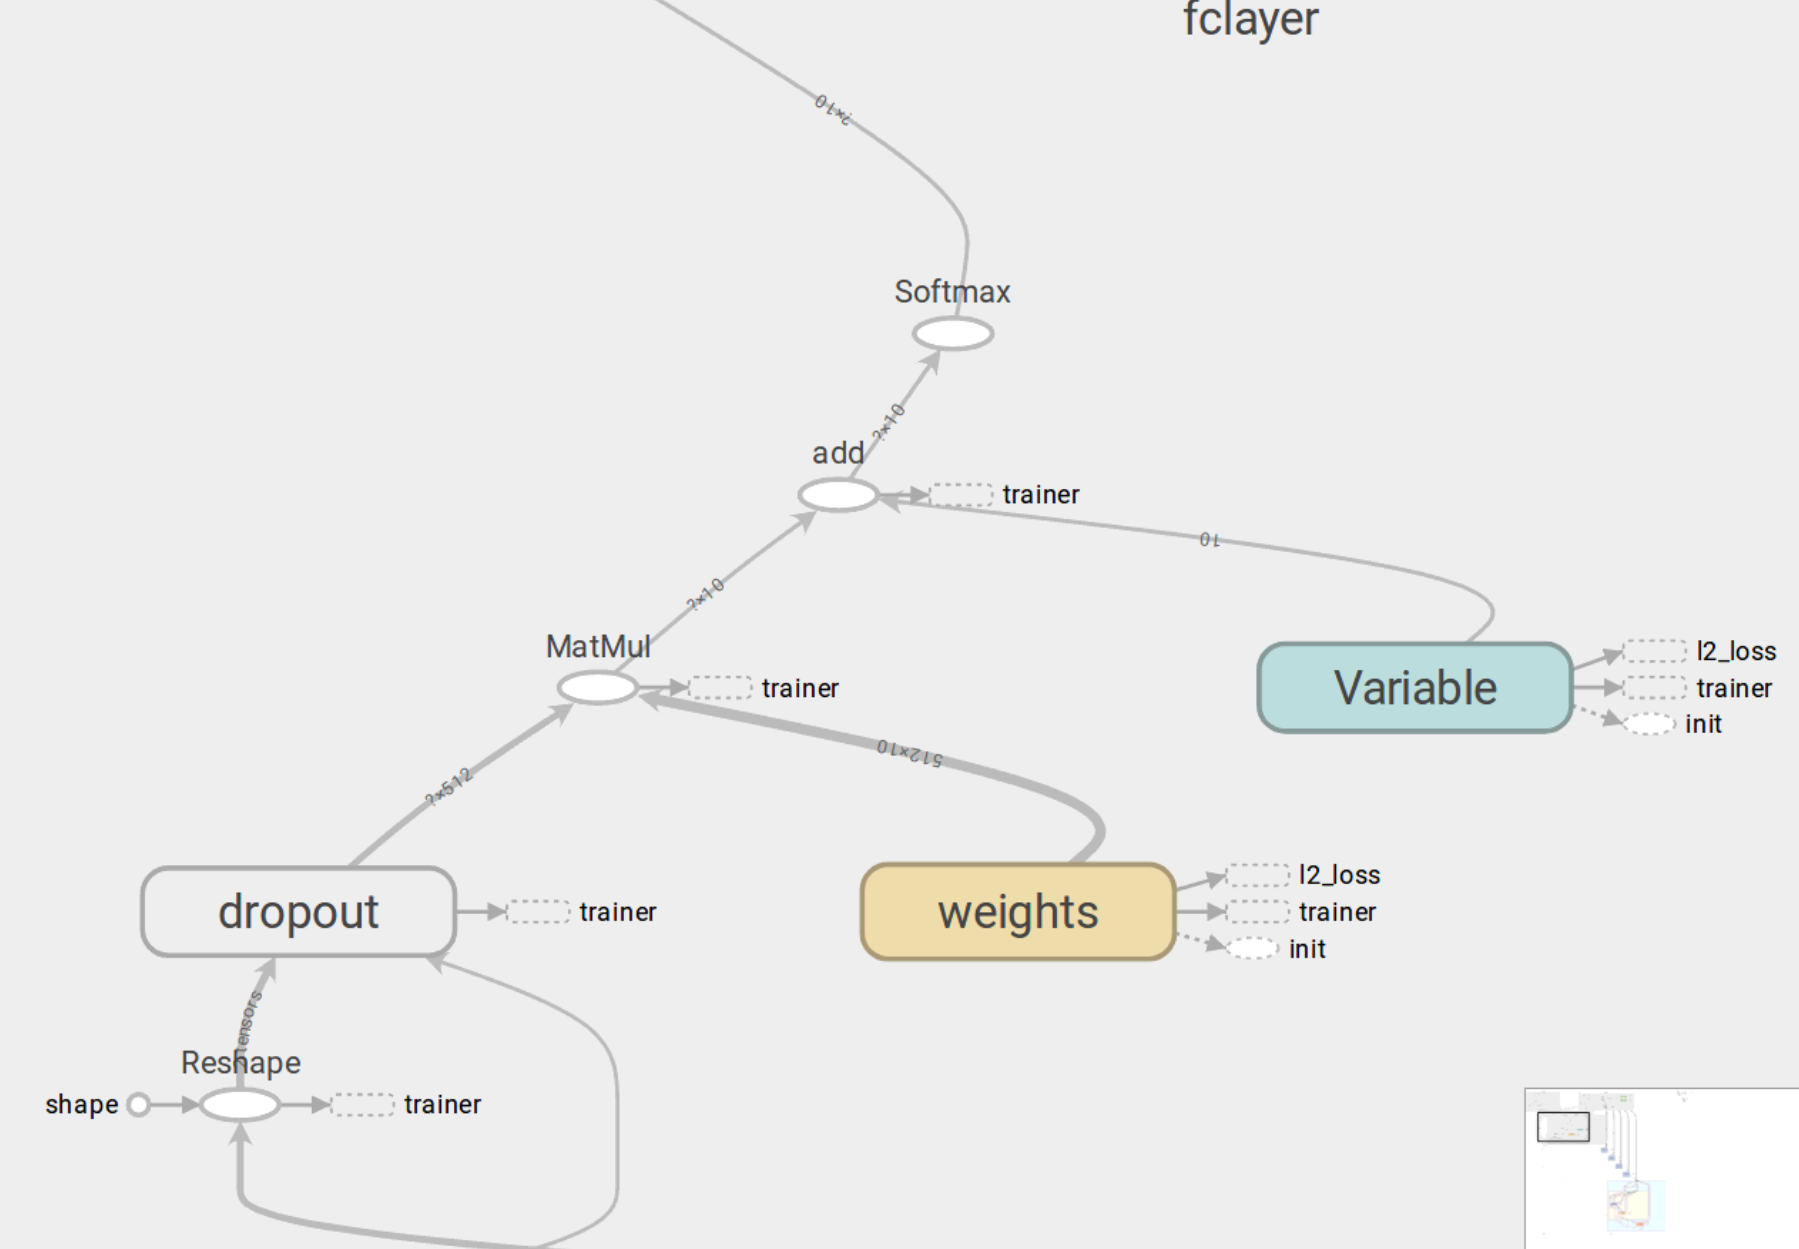 fclayer
?×10
Softmax
?×10
add
trainer
10
?×10
MatMul
trainer
Variable
l2_loss
trainer
init
512×10
?×512
dropout
trainer
weights
l2_loss
trainer
init
tensors
Reshape
shape
trainer